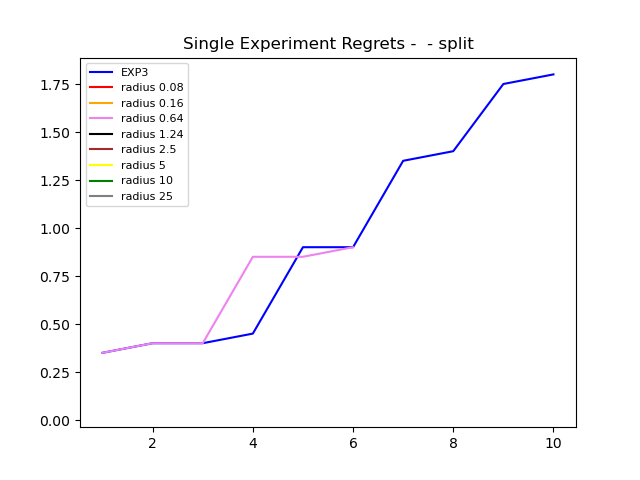 Single Experiment Regrets -  - split
EXP3
radius 0.08
radius 0.16
radius 0.64
radius 1.24
radius 2.5
radius 5
radius 10
radius 25
1.75
1.50
1.25
1.00
0.75
0.50
0.25
0.00
2 4 6 8 10